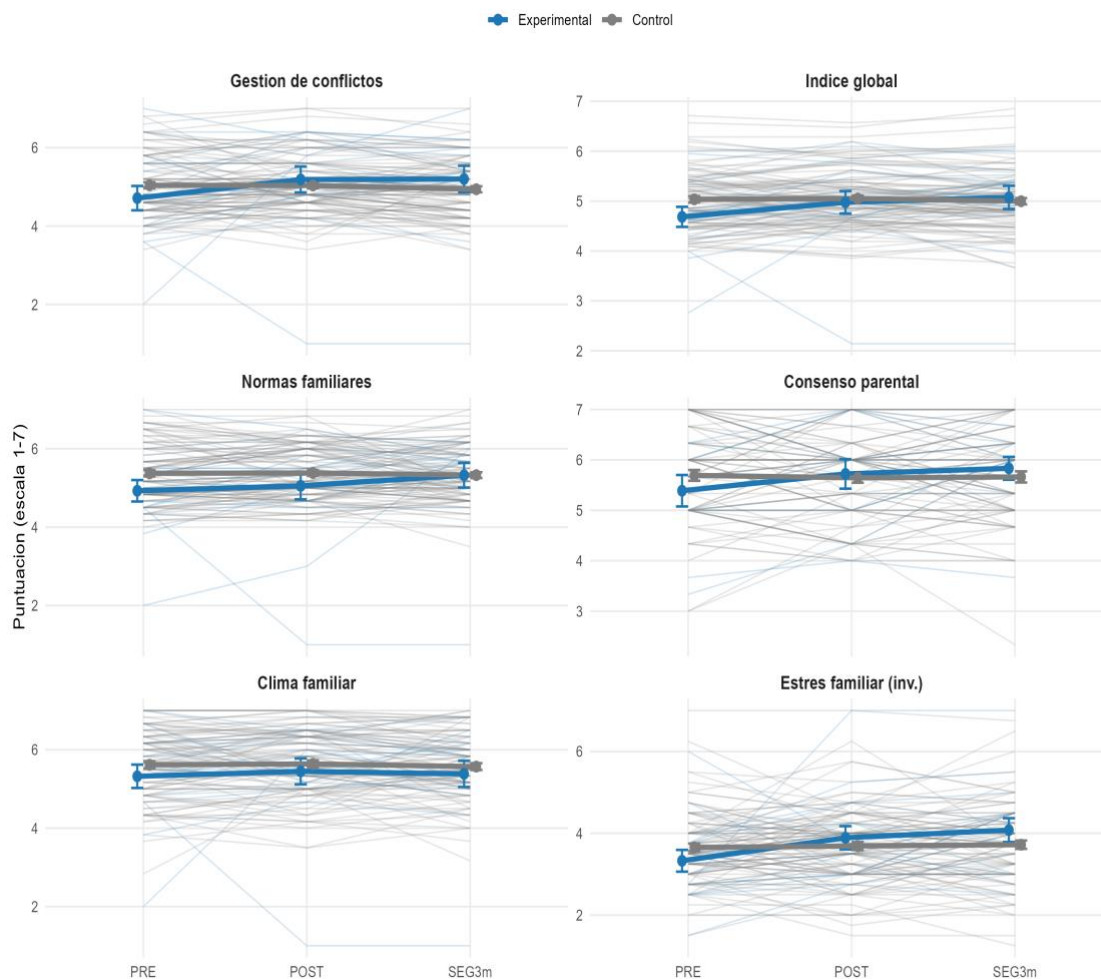 Experimental Control
Gestion de conflictos
Indice global
6
4
2
7
6
5
4
3
2
Normas familiares
Consenso parental
6
4
2
7
6
5
4
3
Puntuacion (escala 1-7)
Clima familiar
Estres familiar (inv.)
6
4
2
6
4
2
PRE POST SEG3m
PRE POST SEG3m